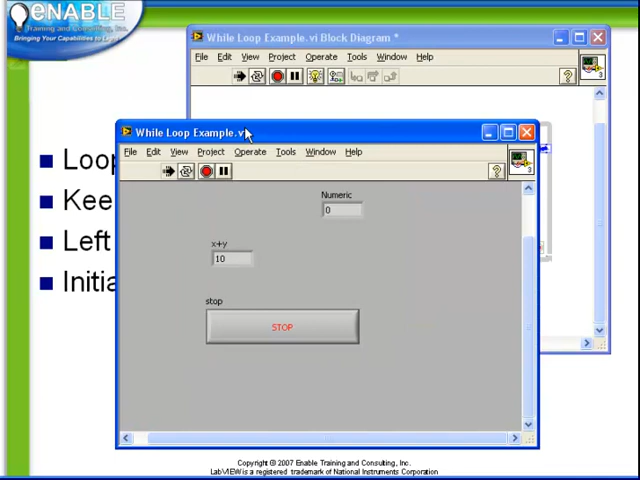 ENABLE
Training and Consulting, Inc.
Bringing Your Capabilities to Light
While Loop Example.vi Block Diagram *
File Edit View Project Operate Tools Window Help
3
While Loop Example.vi
File Edit View Project Operate Tools Window Help
3
Numeric
0
x+y
10
stop
STOP
Loop
Kee
Left
Initia
Copyright © 2007 Enable Training and Consulting, Inc.
LabVIEW is a registered trademark of National Instruments Corporation